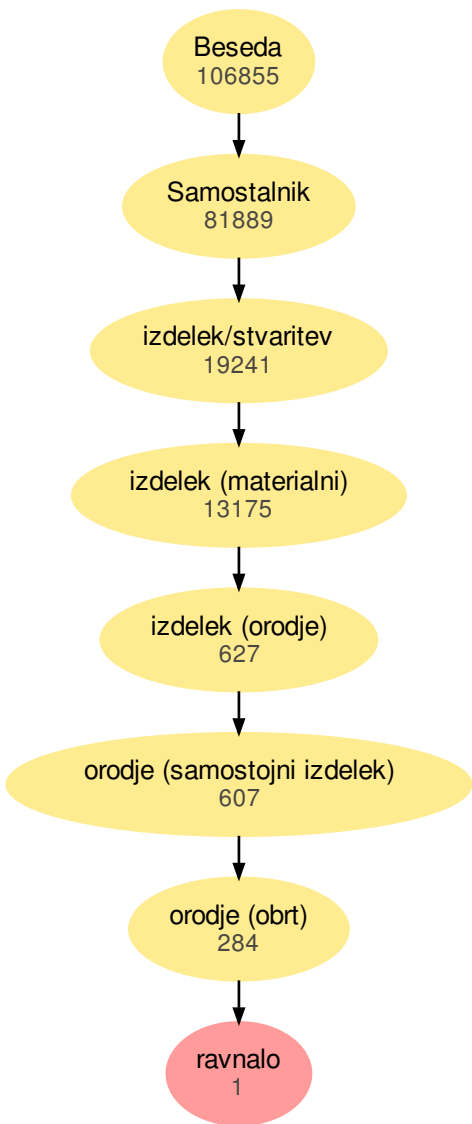 Beseda
106855
Samostalnik
81889
izdelek/stvaritev
19241
izdelek (materialni)
13175
izdelek (orodje)
627
orodje (samostojni izdelek)
607
orodje (obrt)
284
ravnalo
1